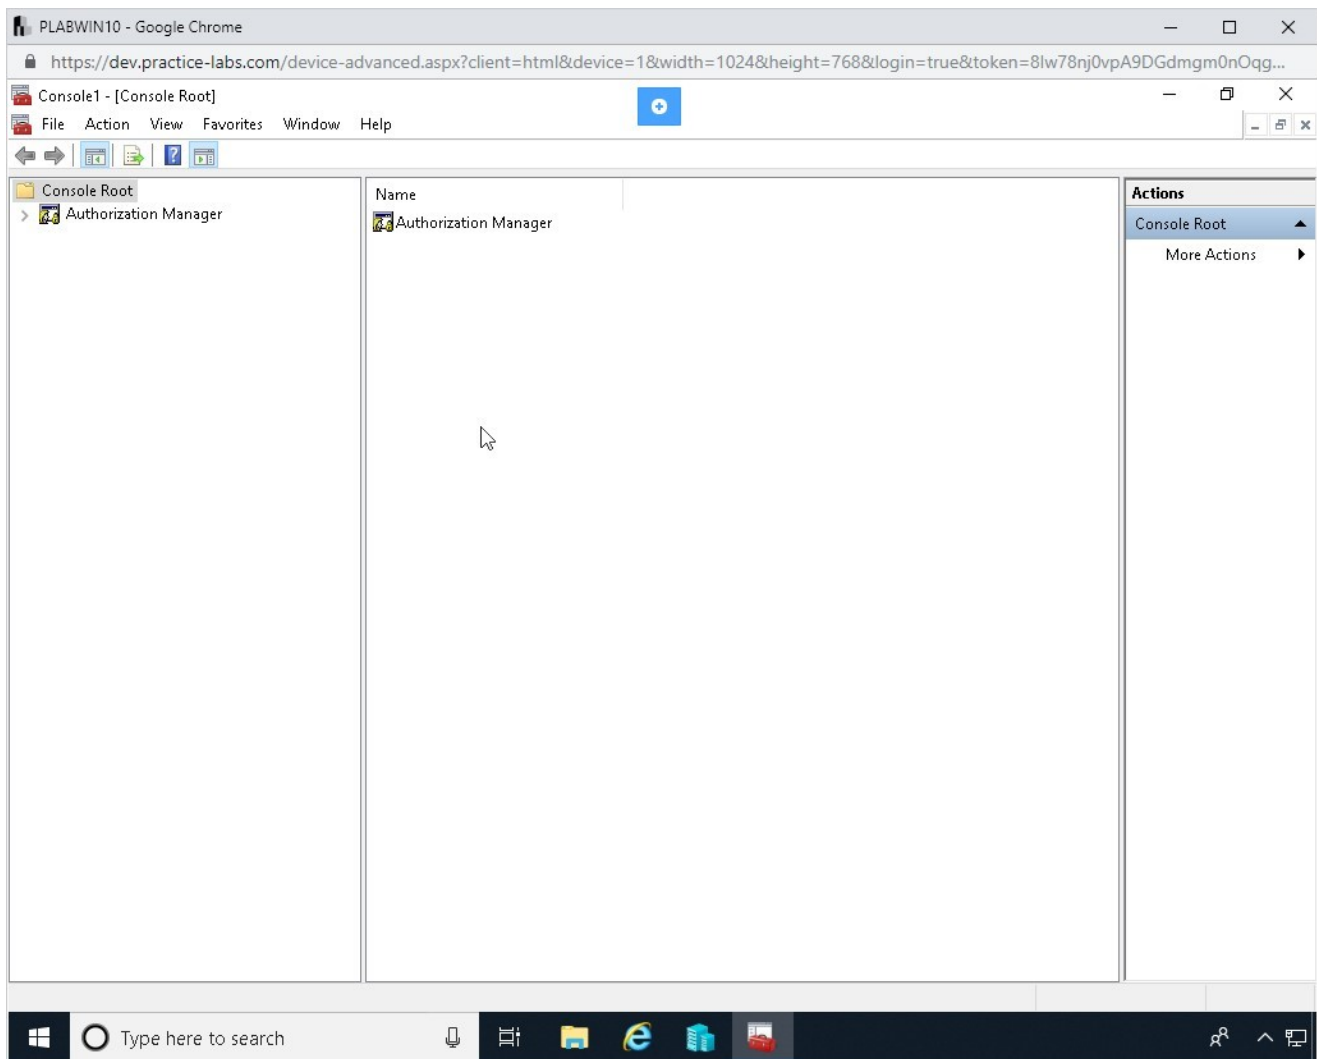 PLABWIN10 - Google Chrome
https://dev.practice-labs.com/device-advanced.aspx?client=html&device=1&width=1024&height=768&login=true&token=8lw78nj0vpA9DGdmgm0nOqg...
Console1 - [Console Root]
File Action View Favorites Window Help
Console Root
Authorization Manager
Name
Authorization Manager
Actions
Console Root
More Actions
Type here to search